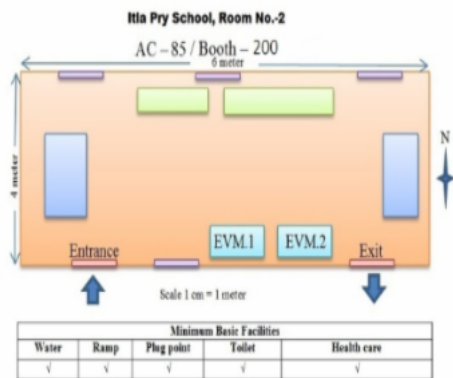 Itla Pry School, Room No.-2
AC – 85 / Booth – 200
6 meter
4 meter
N
EVM.1 EVM.2
Entrance Exit
Scale 1 cm = 1 meter
Minimum Basic Facilities
Water Ramp Plug point Toilet Health care
√ √ √ √ √